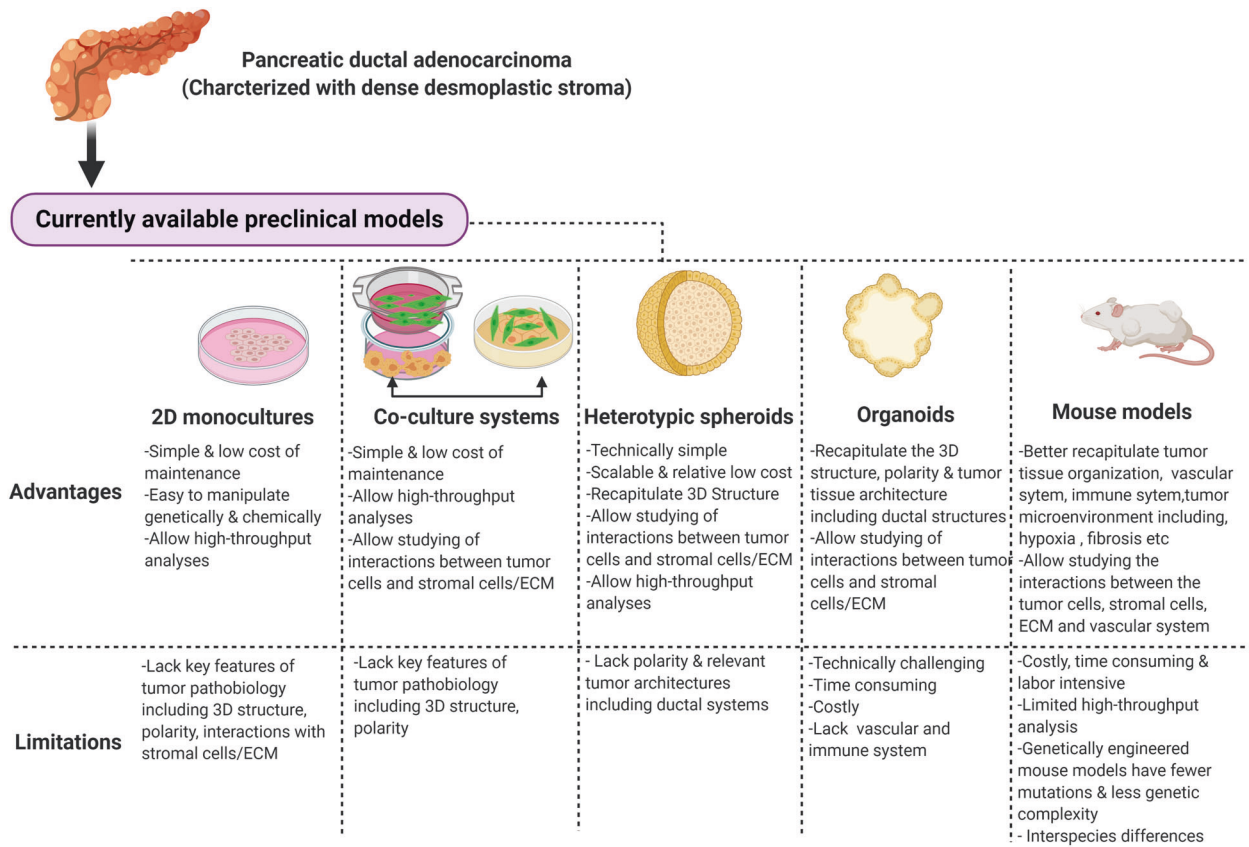 Pancreatic ductal adenocarcinoma
(Charcterized with dense desmoplastic stroma)
Currently available preclinical models
2D monocultures
Co-culture systems
Heterotypic spheroids
Organoids
Mouse models
Advantages
-Simple & low cost of
maintenance
-Easy to manipulate
genetically & chemically
-Allow high-throughput
analyses
-Simple & low cost of
maintenance
-Allow high-throughput
analyses
-Allow studying of
interactions between tumor
cells and stromal cells/ECM
-Technically simple
-Scalable & relative low cost
-Recapitulate 3D Structure
-Allow studying of
interactions between tumor
cells and stromal cells/ECM
-Allow high-throughput
analyses
-Recapitulate the 3D
structure, polarity & tumor
tissue architecture
including ductal structures
-Allow studying of
interactions between tumor
cells and stromal
cells/ECM
-Better recapitulate tumor
tissue organization, vascular
sytem, immune sytem,tumor
microenvironment including,
hypoxia , fibrosis etc
-Allow studying the
interactions between the
tumor cells, stromal cells,
ECM and vascular system
Limitations
-Lack key features of
tumor pathobiology
including 3D structure,
polarity, interactions with
stromal cells/ECM
-Lack key features of
tumor pathobiology
including 3D structure,
polarity
- Lack polarity & relevant
tumor architectures
including ductal systems
-Technically challenging
-Time consuming
-Costly
-Lack vascular and
immune system
-Costly, time consuming &
labor intensive
-Limited high-throughput
analysis
-Genetically engineered
mouse models have fewer
mutations & less genetic
complexity
- Interspecies differences